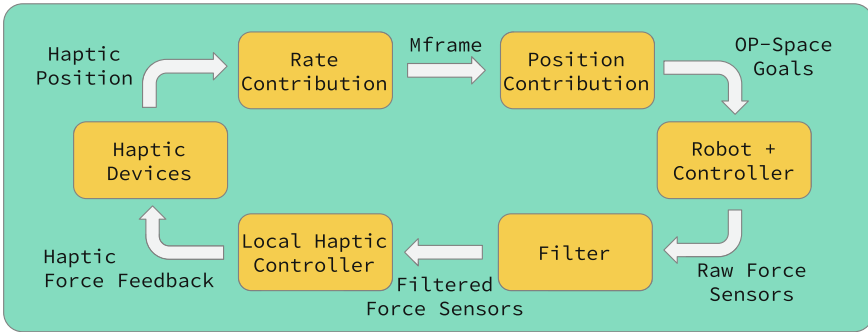 Haptic
Position
Rate
Contribution
Mframe
Position
Contribution
OP-Space
Goals
Haptic
Devices
Robot +
Controller
Haptic
Force Feedback
Local Haptic
Controller
Filtered
Force Sensors
Filter
Raw Force
Sensors